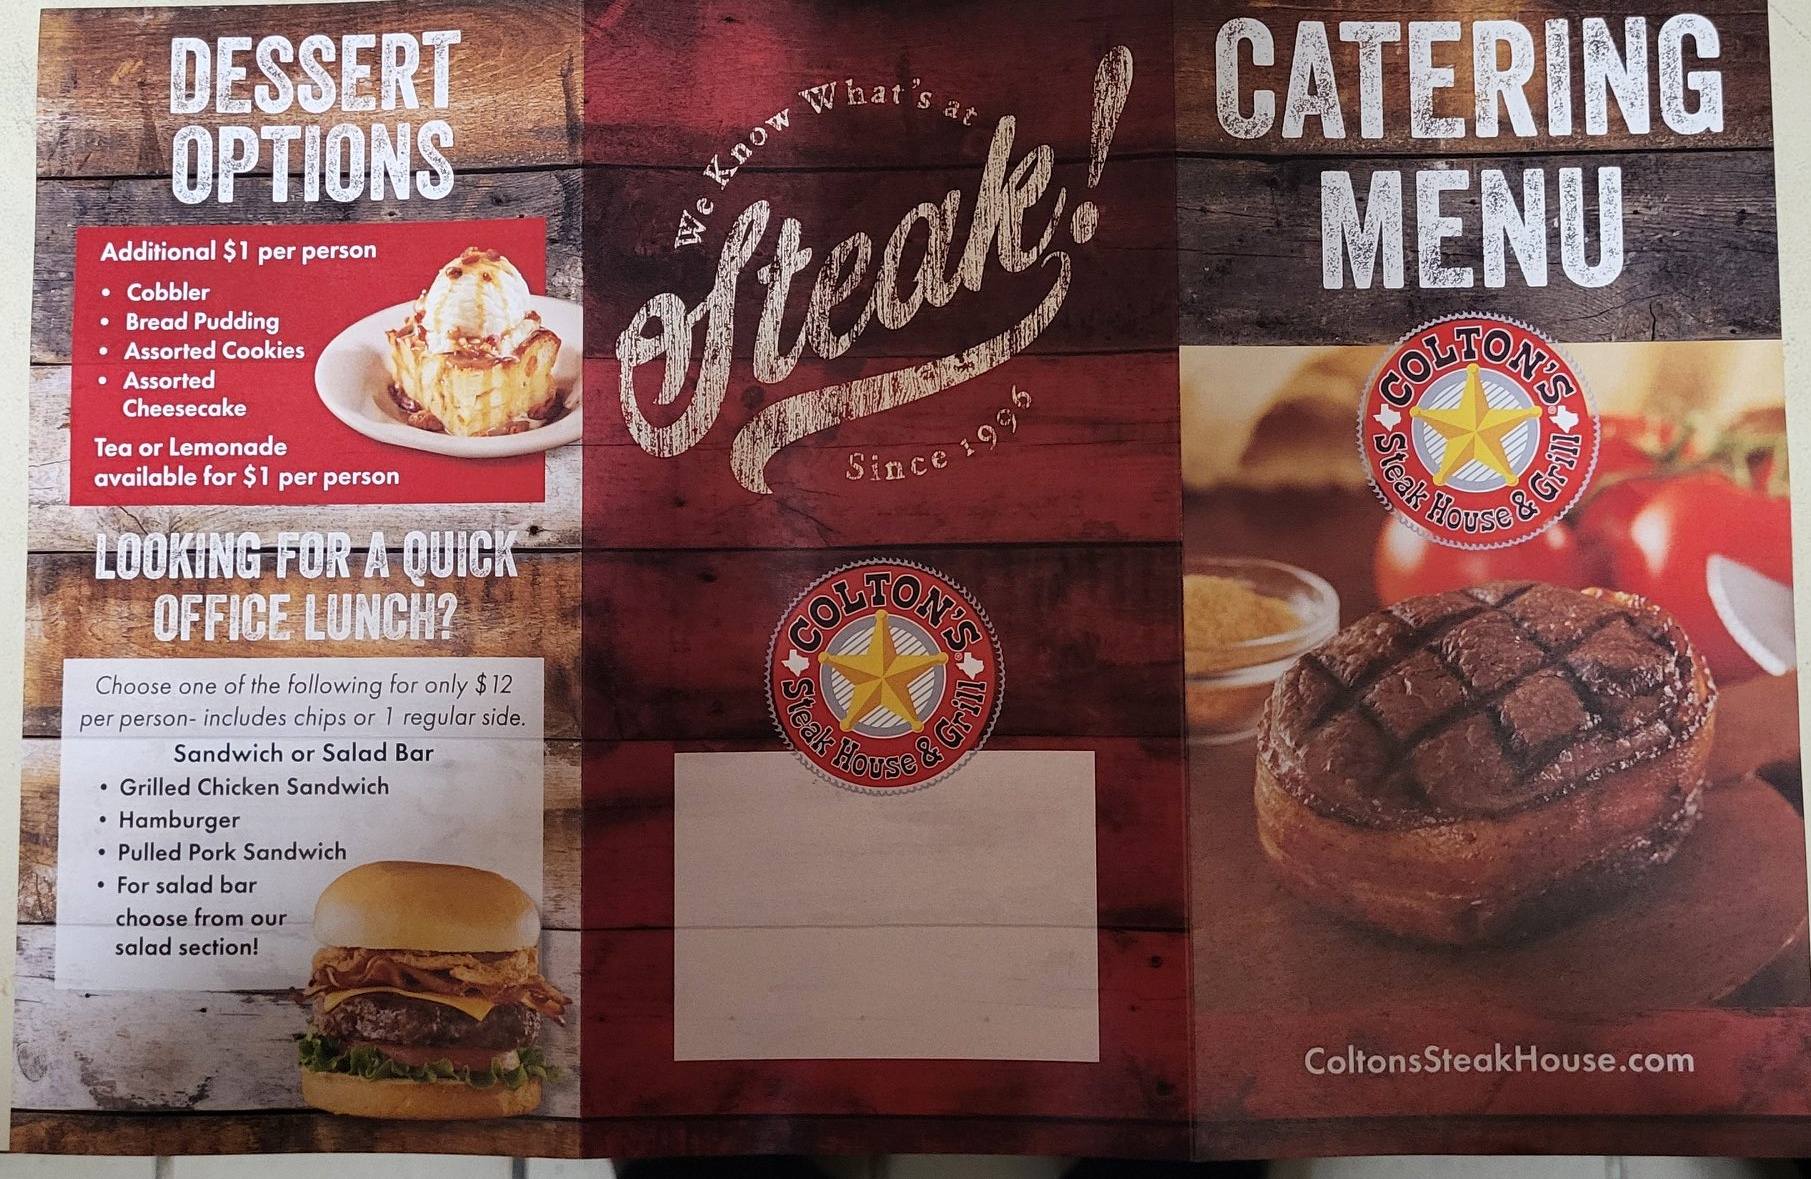 DESSERT
OPTIONS
Additional $1 per person
• Cobbler
• Bread Pudding
• Assorted Cookies
• Assorted
Cheesecake
Tea or Lemonade
available for $1 per person
LOOKING FOR A QUICK
OFFICE LUNCH?
Choose one of the following for only $12
per person- includes chips or 1 regular side.
Sandwich or Salad Bar
• Grilled Chicken Sandwich
• Hamburger
• Pulled Pork Sandwich
• For salad bar
choose from our
salad section!
We Know What's at
Steak!
Since 1996
COLTON'S
Steak House & Grill
CATERING
MENU
COLTON'S
Steak House & Grill
ColtonsSteakHouse.com